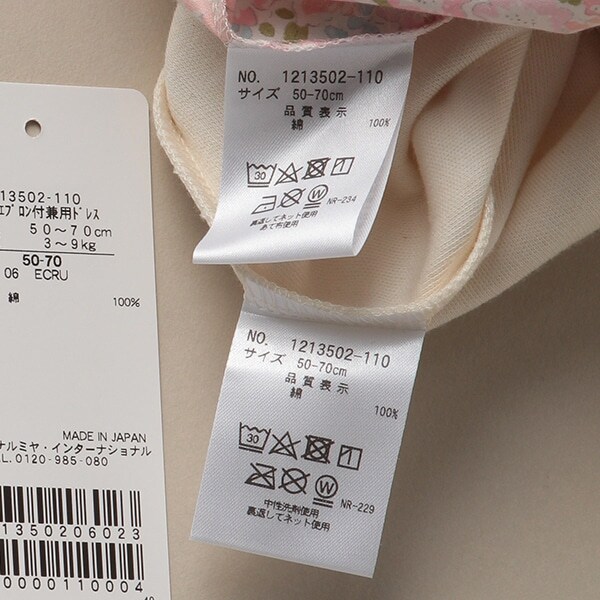 13502-110
エプロン付兼用ドレス
50～70cm
3～9kg
50-70
06 ECRU
綿 100%
MADE IN JAPAN
ナルミヤ・インターナショナル
L.0120-985-080
1350206023
0000110004
NO. 1213502-110
サイズ 50-70cm
品質表示
綿 100%
30
W
NR-234
裏返してネット使用
あて布使用
NO. 1213502-110
サイズ 50-70cm
品質表示
綿 100%
30
W
NR-229
中性洗剤使用
裏返してネット使用